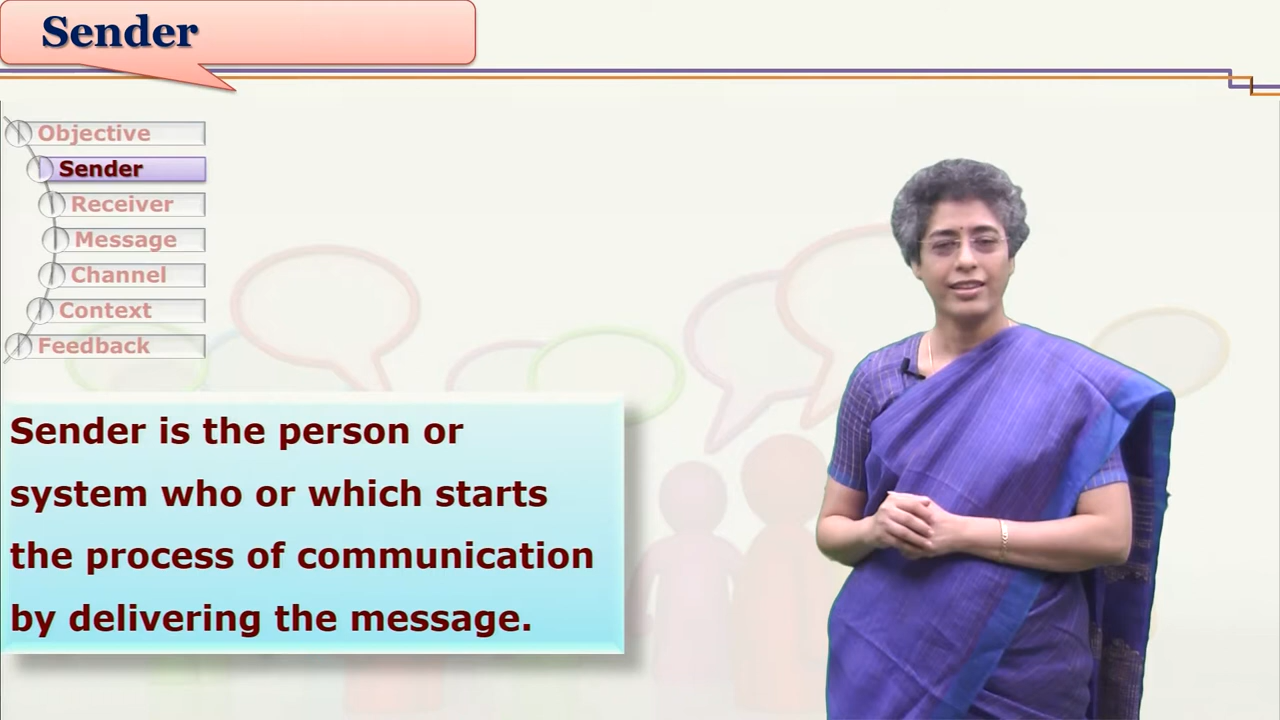 Sender
Objective
Sender
Receiver
Message
Channel
Context
Feedback
Sender is the person or
system who or which starts
the process of communication
by delivering the message.